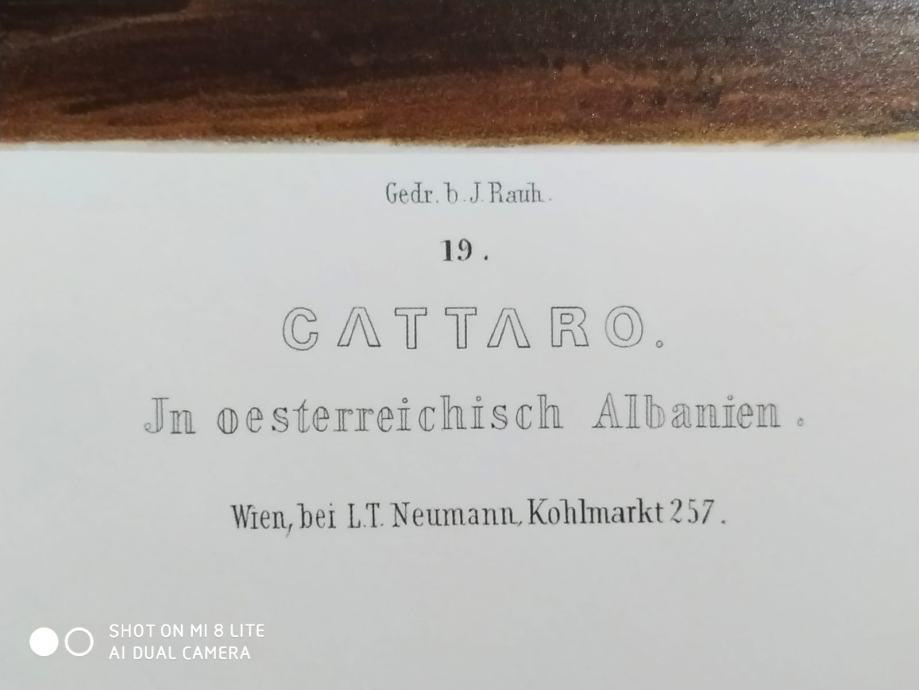 Gedr. b. J. Rauh.
19.
CATTARO.
Jn oesterreichisch Albanien.
Wien, bei L.T. Neumann, Kohlmarkt 257.
SHOT ON MI 8 LITE
AI DUAL CAMERA